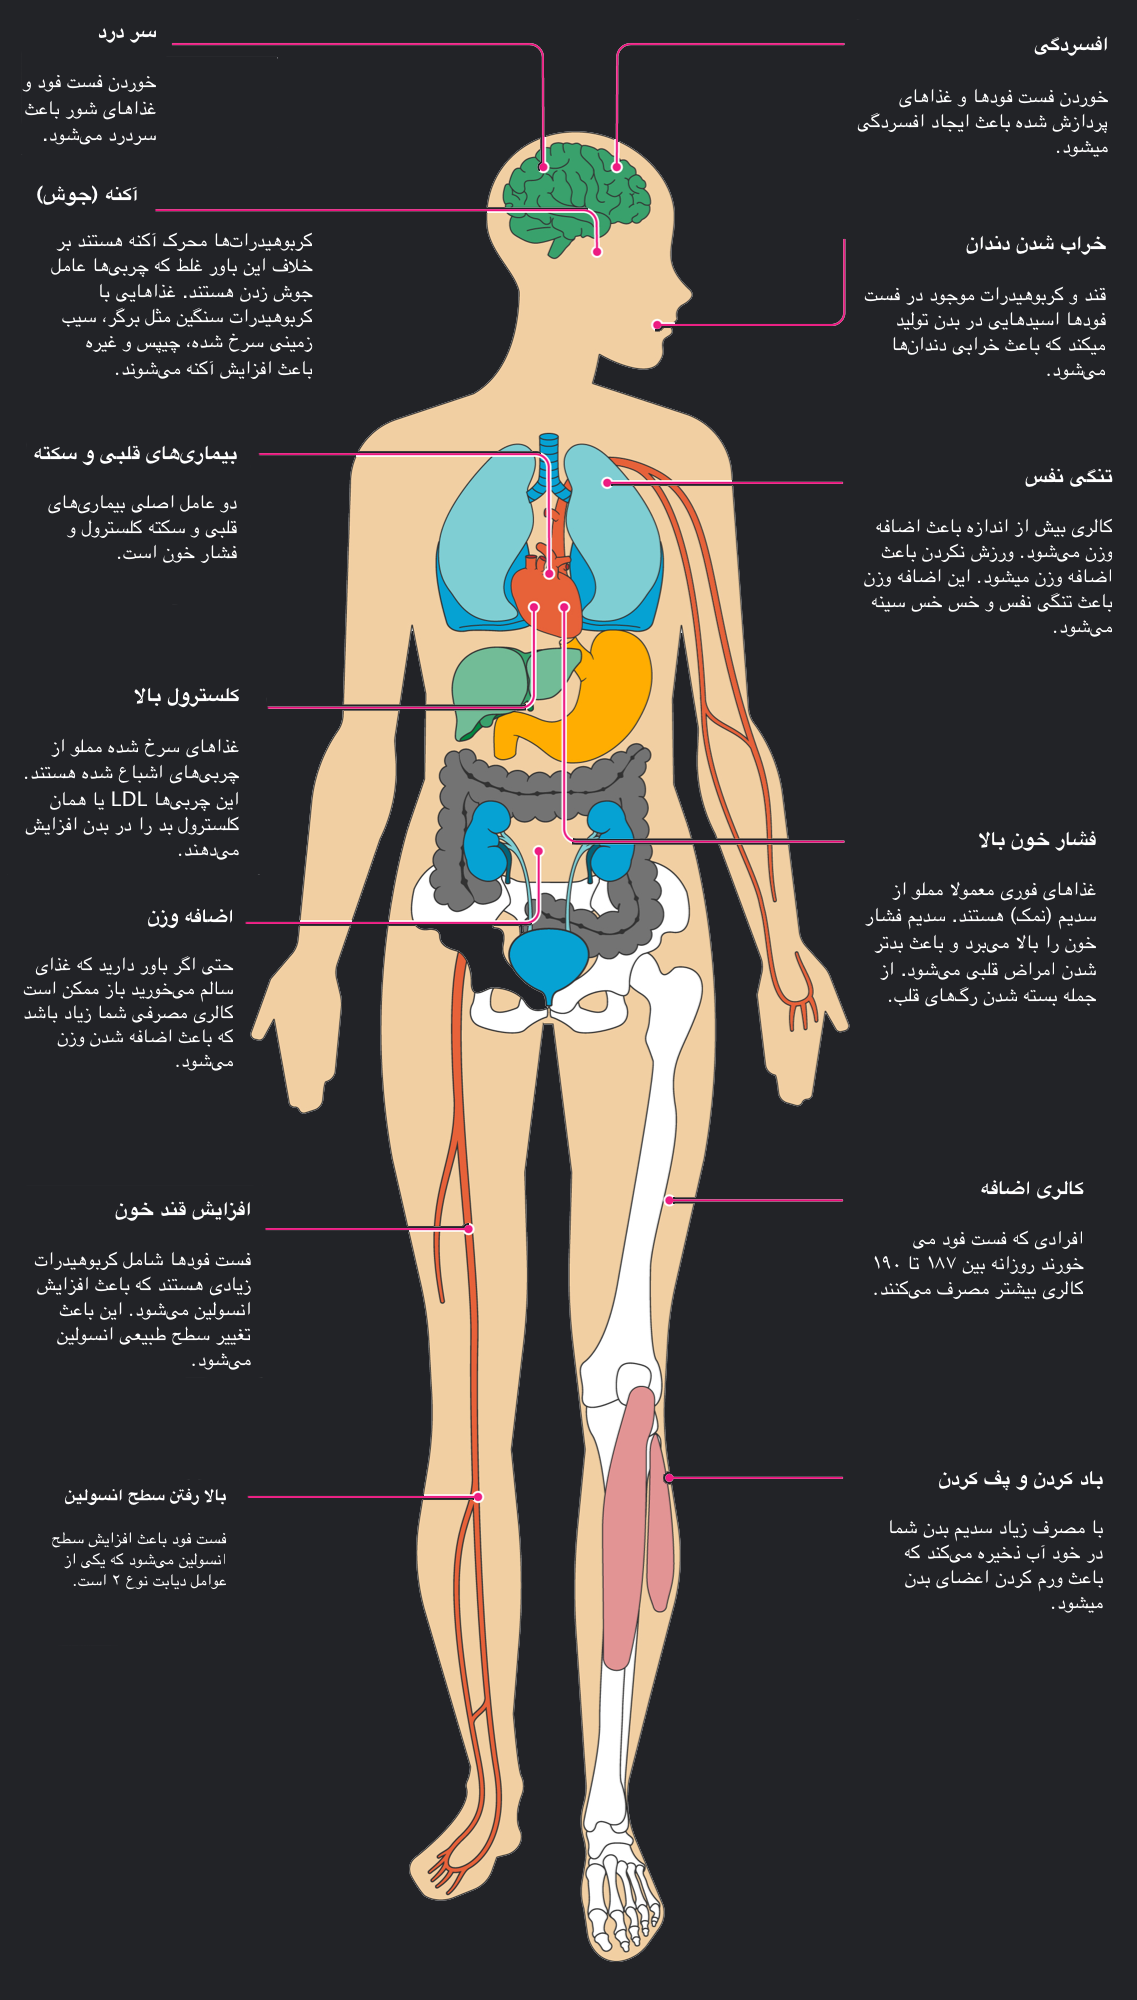 سر درد
خوردن فست فود و
غذاهای شور باعث
سردرد می‌شود.
افسردگی
خوردن فست فودها و غذاهای
پردازش شده باعث ایجاد افسردگی
میشود.
آکنه (جوش)
کربوهیدرات‌ها محرک آکنه هستند بر
خلاف این باور غلط که چربی‌ها عامل
جوش زدن هستند. غذاهایی با
کربوهیدرات سنگین مثل برگر، سیب
زمینی سرخ شده، چیپس و غیره
باعث افزایش آکنه می‌شوند.
خراب شدن دندان
قند و کربوهیدرات موجود در فست
فودها اسیدهایی در بدن تولید
میکند که باعث خرابی دندان‌ها
می‌شود.
بیماری‌های قلبی و سکته
دو عامل اصلی بیماری‌های
قلبی و سکته کلسترول و
فشار خون است.
تنگی نفس
کالری بیش از اندازه باعث اضافه
وزن می‌شود. ورزش نکردن باعث
اضافه وزن میشود. این اضافه وزن
باعث تنگی نفس و خس خس سینه
می‌شود.
کلسترول بالا
غذاهای سرخ شده مملو از
چربی‌های اشباع شده هستند.
این چربی‌ها LDL یا همان
کلسترول بد را در بدن افزایش
می‌دهند.
فشار خون بالا
غذاهای فوری معمولا مملو از
سدیم (نمک) هستند. سدیم فشار
خون را بالا می‌برد و باعث بدتر
شدن امراض قلبی می‌شود. از
جمله بسته شدن رگ‌های قلب.
اضافه وزن
حتی اگر باور دارید که غذای
سالم می‌خورید باز ممکن است
کالری مصرفی شما زیاد باشد
که باعث اضافه شدن وزن
می‌شود.
کالری اضافه
افرادی که فست فود می
خورند روزانه بین ۱۸۷ تا ۱۹۰
کالری بیشتر مصرف می‌کنند.
افزایش قند خون
فست فودها شامل کربوهیدرات
زیادی هستند که باعث افزایش
انسولین می‌شود. این باعث
تغییر سطح طبیعی انسولین
می‌شود.
باد کردن و پف کردن
با مصرف زیاد سدیم بدن شما
در خود آب ذخیره می‌کند که
باعث ورم کردن اعضای بدن
میشود.
بالا رفتن سطح انسولین
فست فود باعث افزایش سطح
انسولین می‌شود که یکی از
عوامل دیابت نوع ۲ است.